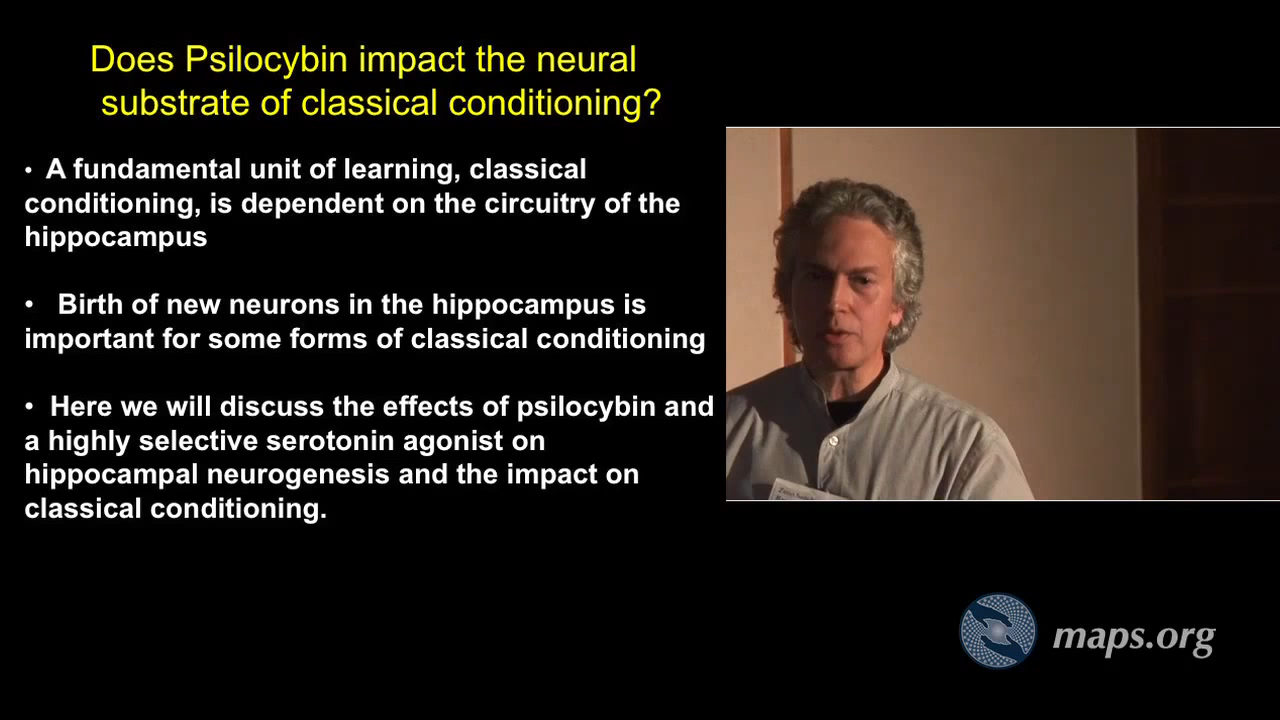 Does Psilocybin impact the neural
substrate of classical conditioning?
• A fundamental unit of learning, classical
conditioning, is dependent on the circuitry of the
hippocampus
• Birth of new neurons in the hippocampus is
important for some forms of classical conditioning
• Here we will discuss the effects of psilocybin and
a highly selective serotonin agonist on
hippocampal neurogenesis and the impact on
classical conditioning.
maps.org